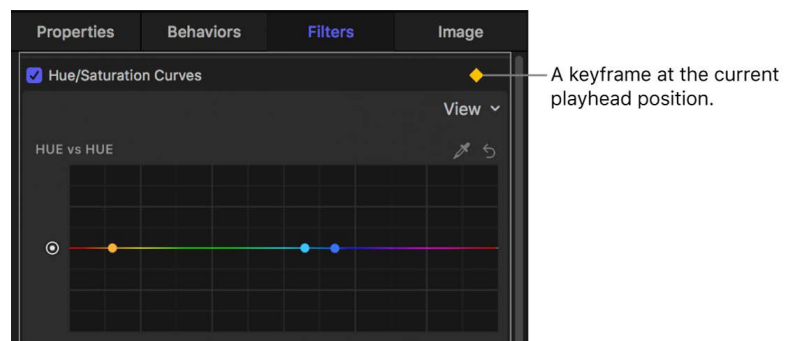 Properties Behaviors Filters Image
Hue/Saturation Curves
A keyframe at the current
playhead position.
View
HUE vs HUE